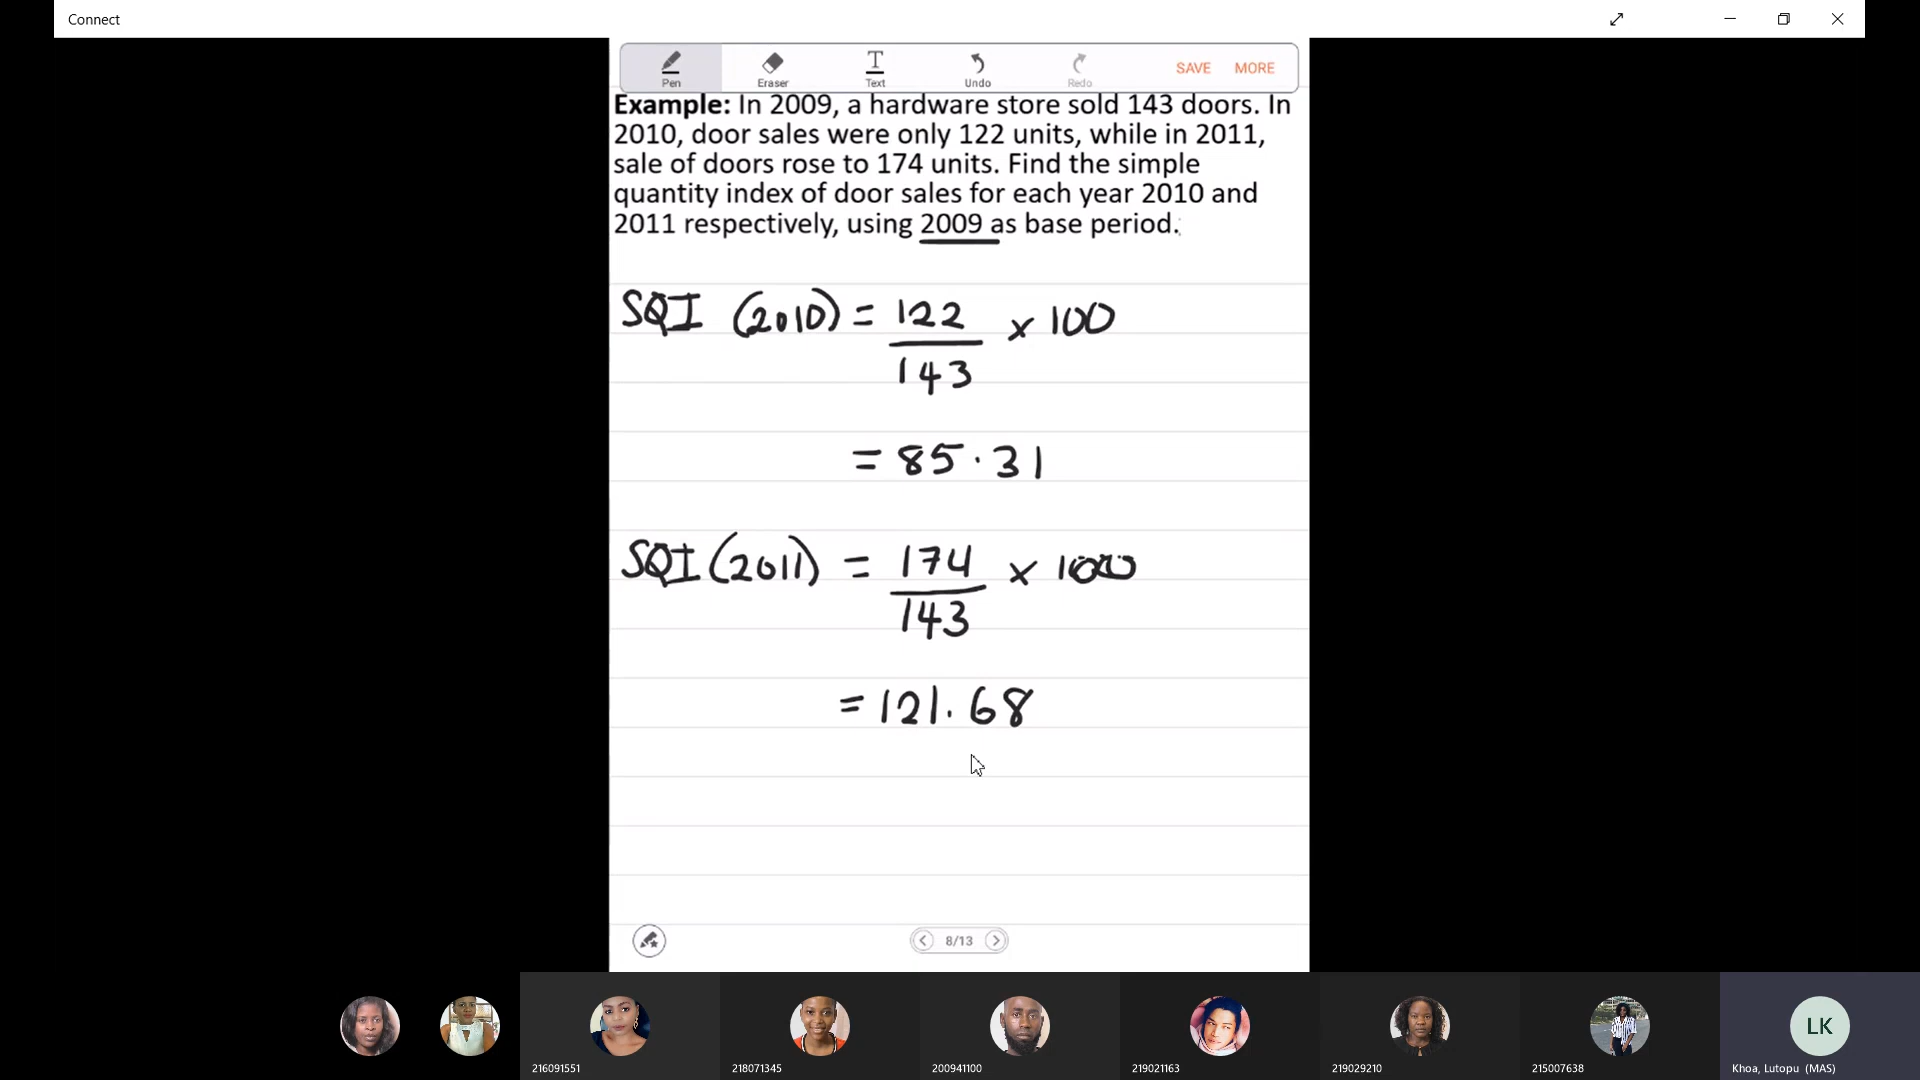 Connect
Pen
Eraser
Text
Undo
Redo
SAVE
MORE
Example: In 2009, a hardware store sold 143 doors. In
2010, door sales were only 122 units, while in 2011,
sale of doors rose to 174 units. Find the simple
quantity index of door sales for each year 2010 and
2011 respectively, using 2009 as base period.
SQI (2010) = 122 × 100
143
= 85.31
SQI (2011) = 174 × 100
143
= 121.68
8/13
216091551
218071345
200941100
219021163
219029210
215007638
LK
Khoa, Lutopu (MAS)